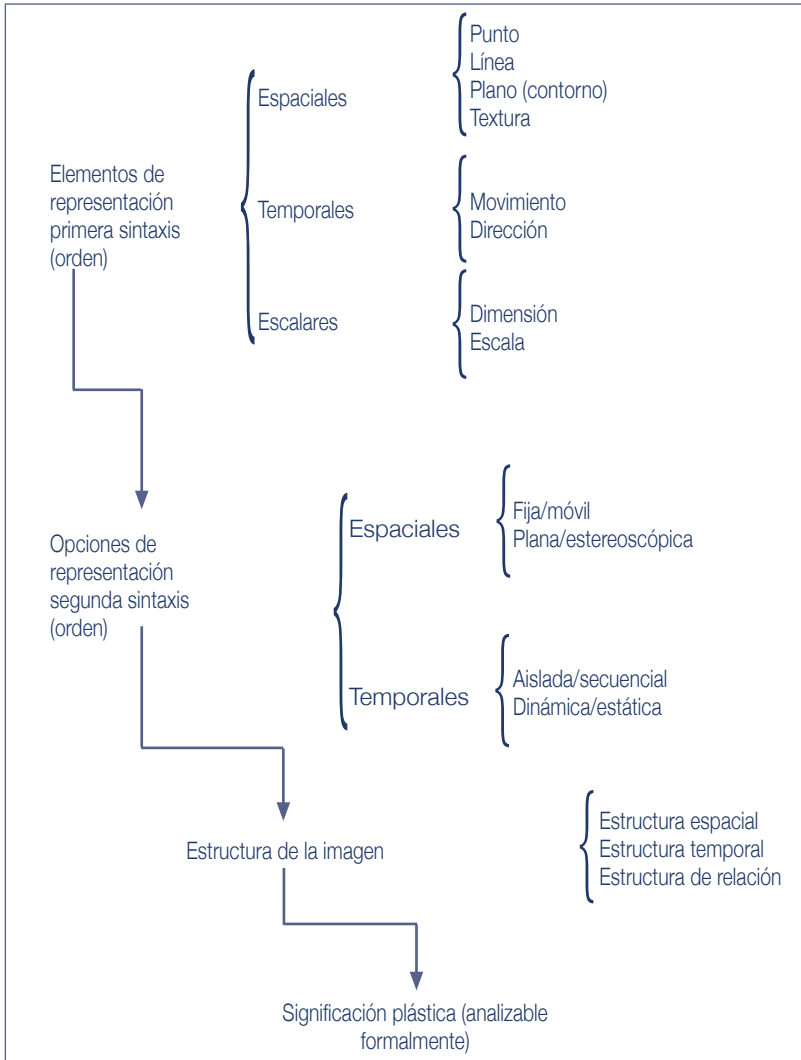 Punto
Línea
Plano (contorno)
Textura
Espaciales
Elementos de
representación
primera sintaxis
(orden)
Temporales
Movimiento
Dirección
Escalares
Dimensión
Escala
Opciones de
representación
segunda sintaxis
(orden)
Espaciales
Fija/móvil
Plana/estereoscópica
Temporales
Aislada/secuencial
Dinámica/estática
Estructura de la imagen
Estructura espacial
Estructura temporal
Estructura de relación
Significación plástica (analizable
formalmente)